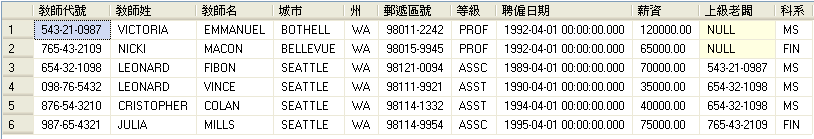 教師代號 教師姓 教師名 城市 州 郵遞區號 等級 聘僱日期 薪資 上級老闆 科系
1 543-21-0987 VICTORIA EMMANUEL BOTHELL WA 98011-2242 PROF 1992-04-01 00:00:00.000 120000.00 NULL MS
2 765-43-2109 NICKI MACON BELLEVUE WA 98015-9945 PROF 1992-04-01 00:00:00.000 65000.00 NULL FIN
3 654-32-1098 LEONARD FIBON SEATTLE WA 98121-0094 ASSC 1989-04-01 00:00:00.000 70000.00 543-21-0987 MS
4 098-76-5432 LEONARD VINCE SEATTLE WA 98111-9921 ASST 1990-04-01 00:00:00.000 35000.00 654-32-1098 MS
5 876-54-3210 CRISTOPHER COLAN SEATTLE WA 98114-1332 ASST 1994-04-01 00:00:00.000 40000.00 654-32-1098 MS
6 987-65-4321 JULIA MILLS SEATTLE WA 98114-9954 ASSC 1995-04-01 00:00:00.000 75000.00 765-43-2109 FIN